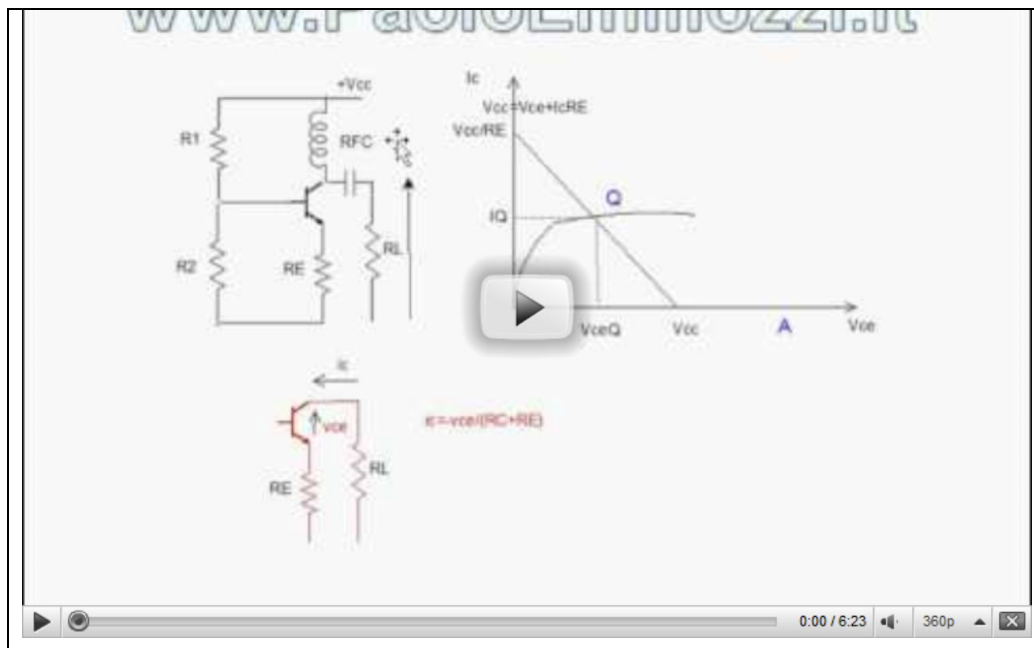 www.PaoloEmmozzi.it
+Vcc
R1
RFC
R2
RE
RL
Ic
Vcc=Vce+IcRE
Vcc/RE
Q
IQ
VceQ
Vcc
A
Vce
ic
vce
ic=-vce/(RC+RE)
RE
RL
0:00 / 6:23
360p